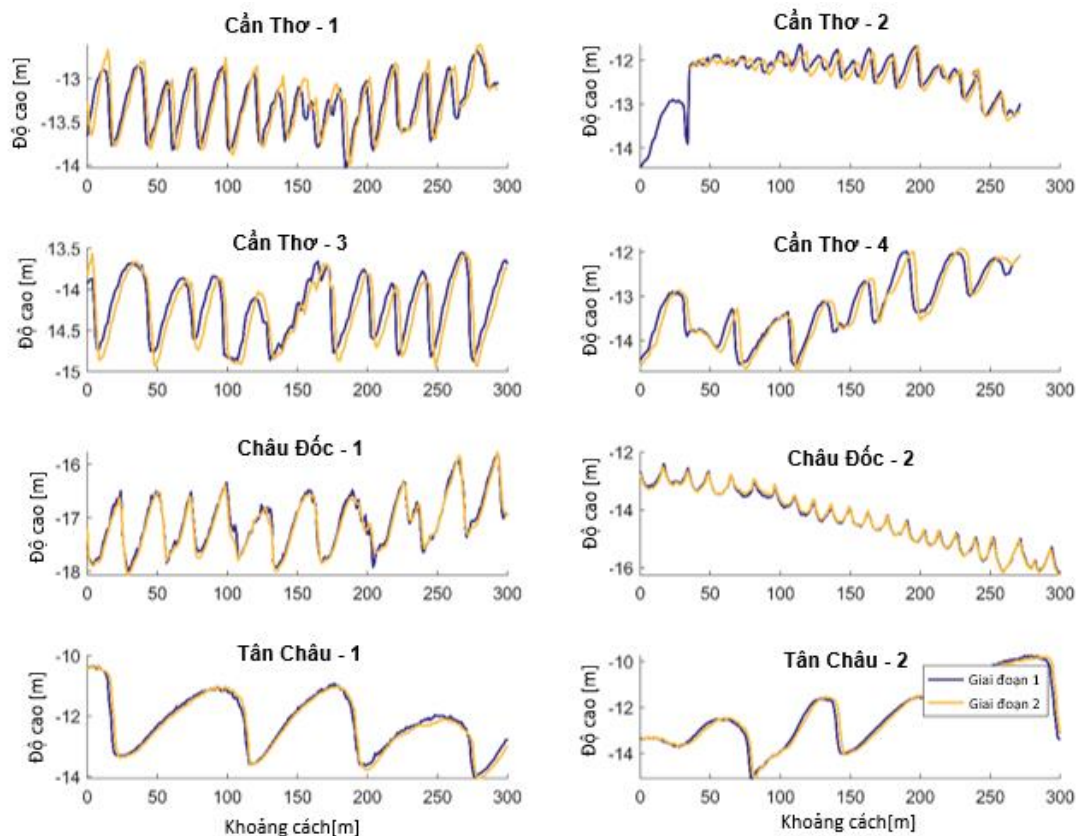 Cẩn Thơ - 1
Độ cao [m]
-13
-13.5
-14
0 50 100 150 200 250 300
Cẩn Thơ - 2
Độ cao [m]
-12
-13
-14
0 50 100 150 200 250 300
Cẩn Thơ - 3
Độ cao [m]
-13.5
-14
-14.5
-15
0 50 100 150 200 250 300
Cẩn Thơ - 4
Độ cao [m]
-12
-13
-14
0 50 100 150 200 250 300
Châu Đốc - 1
Độ cao [m]
-16
-17
-18
0 50 100 150 200 250 300
Châu Đốc - 2
Độ cao [m]
-12
-14
-16
0 50 100 150 200 250 300
Tân Châu - 1
Độ cao [m]
-10
-12
-14
0 50 100 150 200 250 300
Khoảng cách[m]
Tân Châu - 2
Độ cao [m]
-10
-12
-14
Giai đoạn 1
Giai đoạn 2
0 50 100 150 200 250 300
Khoảng cách[m]